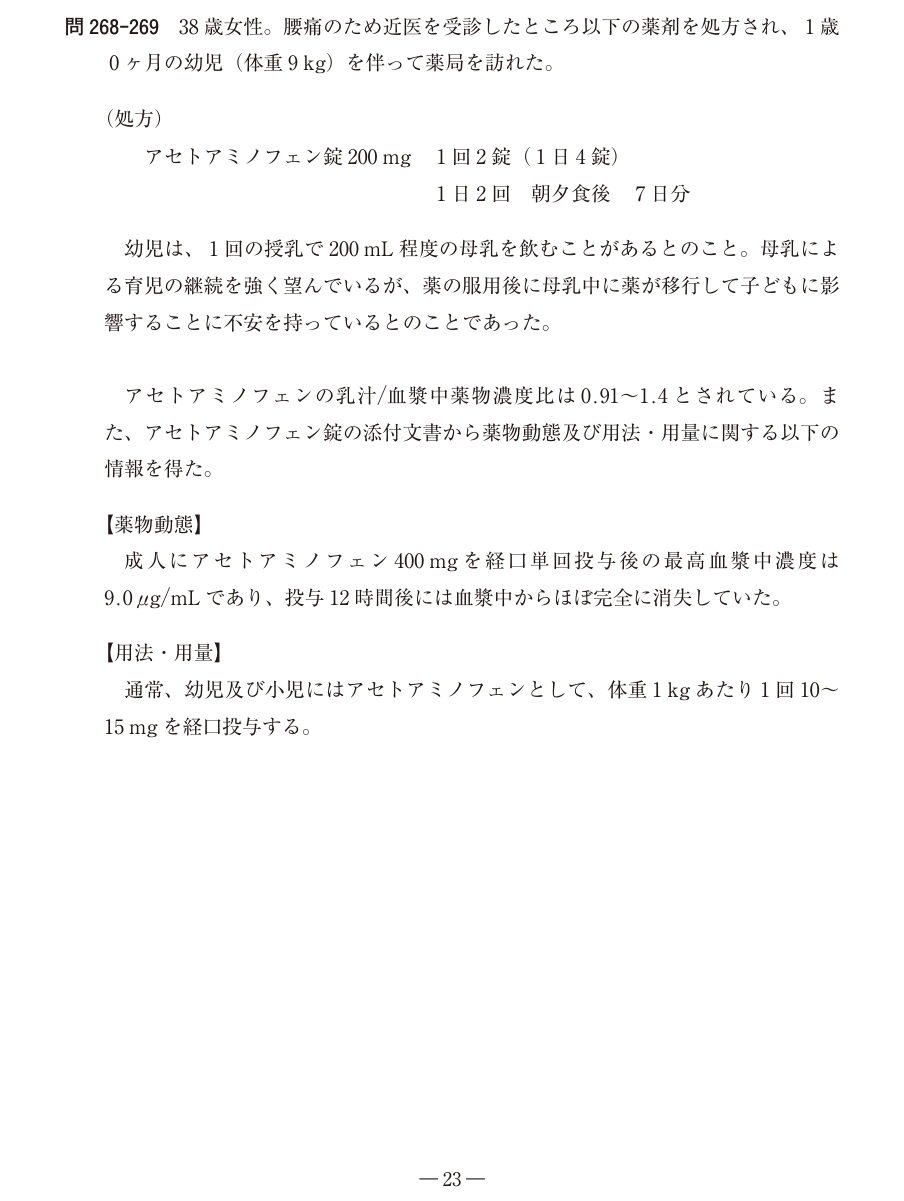 問 268-269 38 歳女性。腰痛のため近医を受診したところ以下の薬剤を処方され、1 歳
0 ヶ月の幼児（体重 9 kg）を伴って薬局を訪れた。
（処方）
アセトアミノフェン錠 200 mg 1 回 2 錠（1 日 4 錠）
1 日 2 回 朝夕食後 7 日分
幼児は、1 回の授乳で 200 mL 程度の母乳を飲むことがあるとのこと。母乳によ
る育児の継続を強く望んでいるが、薬の服用後に母乳中に薬が移行して子どもに影
響することに不安を持っているとのことであった。
アセトアミノフェンの乳汁/血漿中薬物濃度比は 0.91〜1.4 とされている。ま
た、アセトアミノフェン錠の添付文書から薬物動態及び用法・用量に関する以下の
情報を得た。
【薬物動態】
成人にアセトアミノフェン 400 mg を経口単回投与後の最高血漿中濃度は
9.0 μg/mL であり、投与 12 時間後には血漿中からほぼ完全に消失していた。
【用法・用量】
通常、幼児及び小児にはアセトアミノフェンとして、体重 1 kg あたり 1 回 10〜
15 mg を経口投与する。
— 23 —